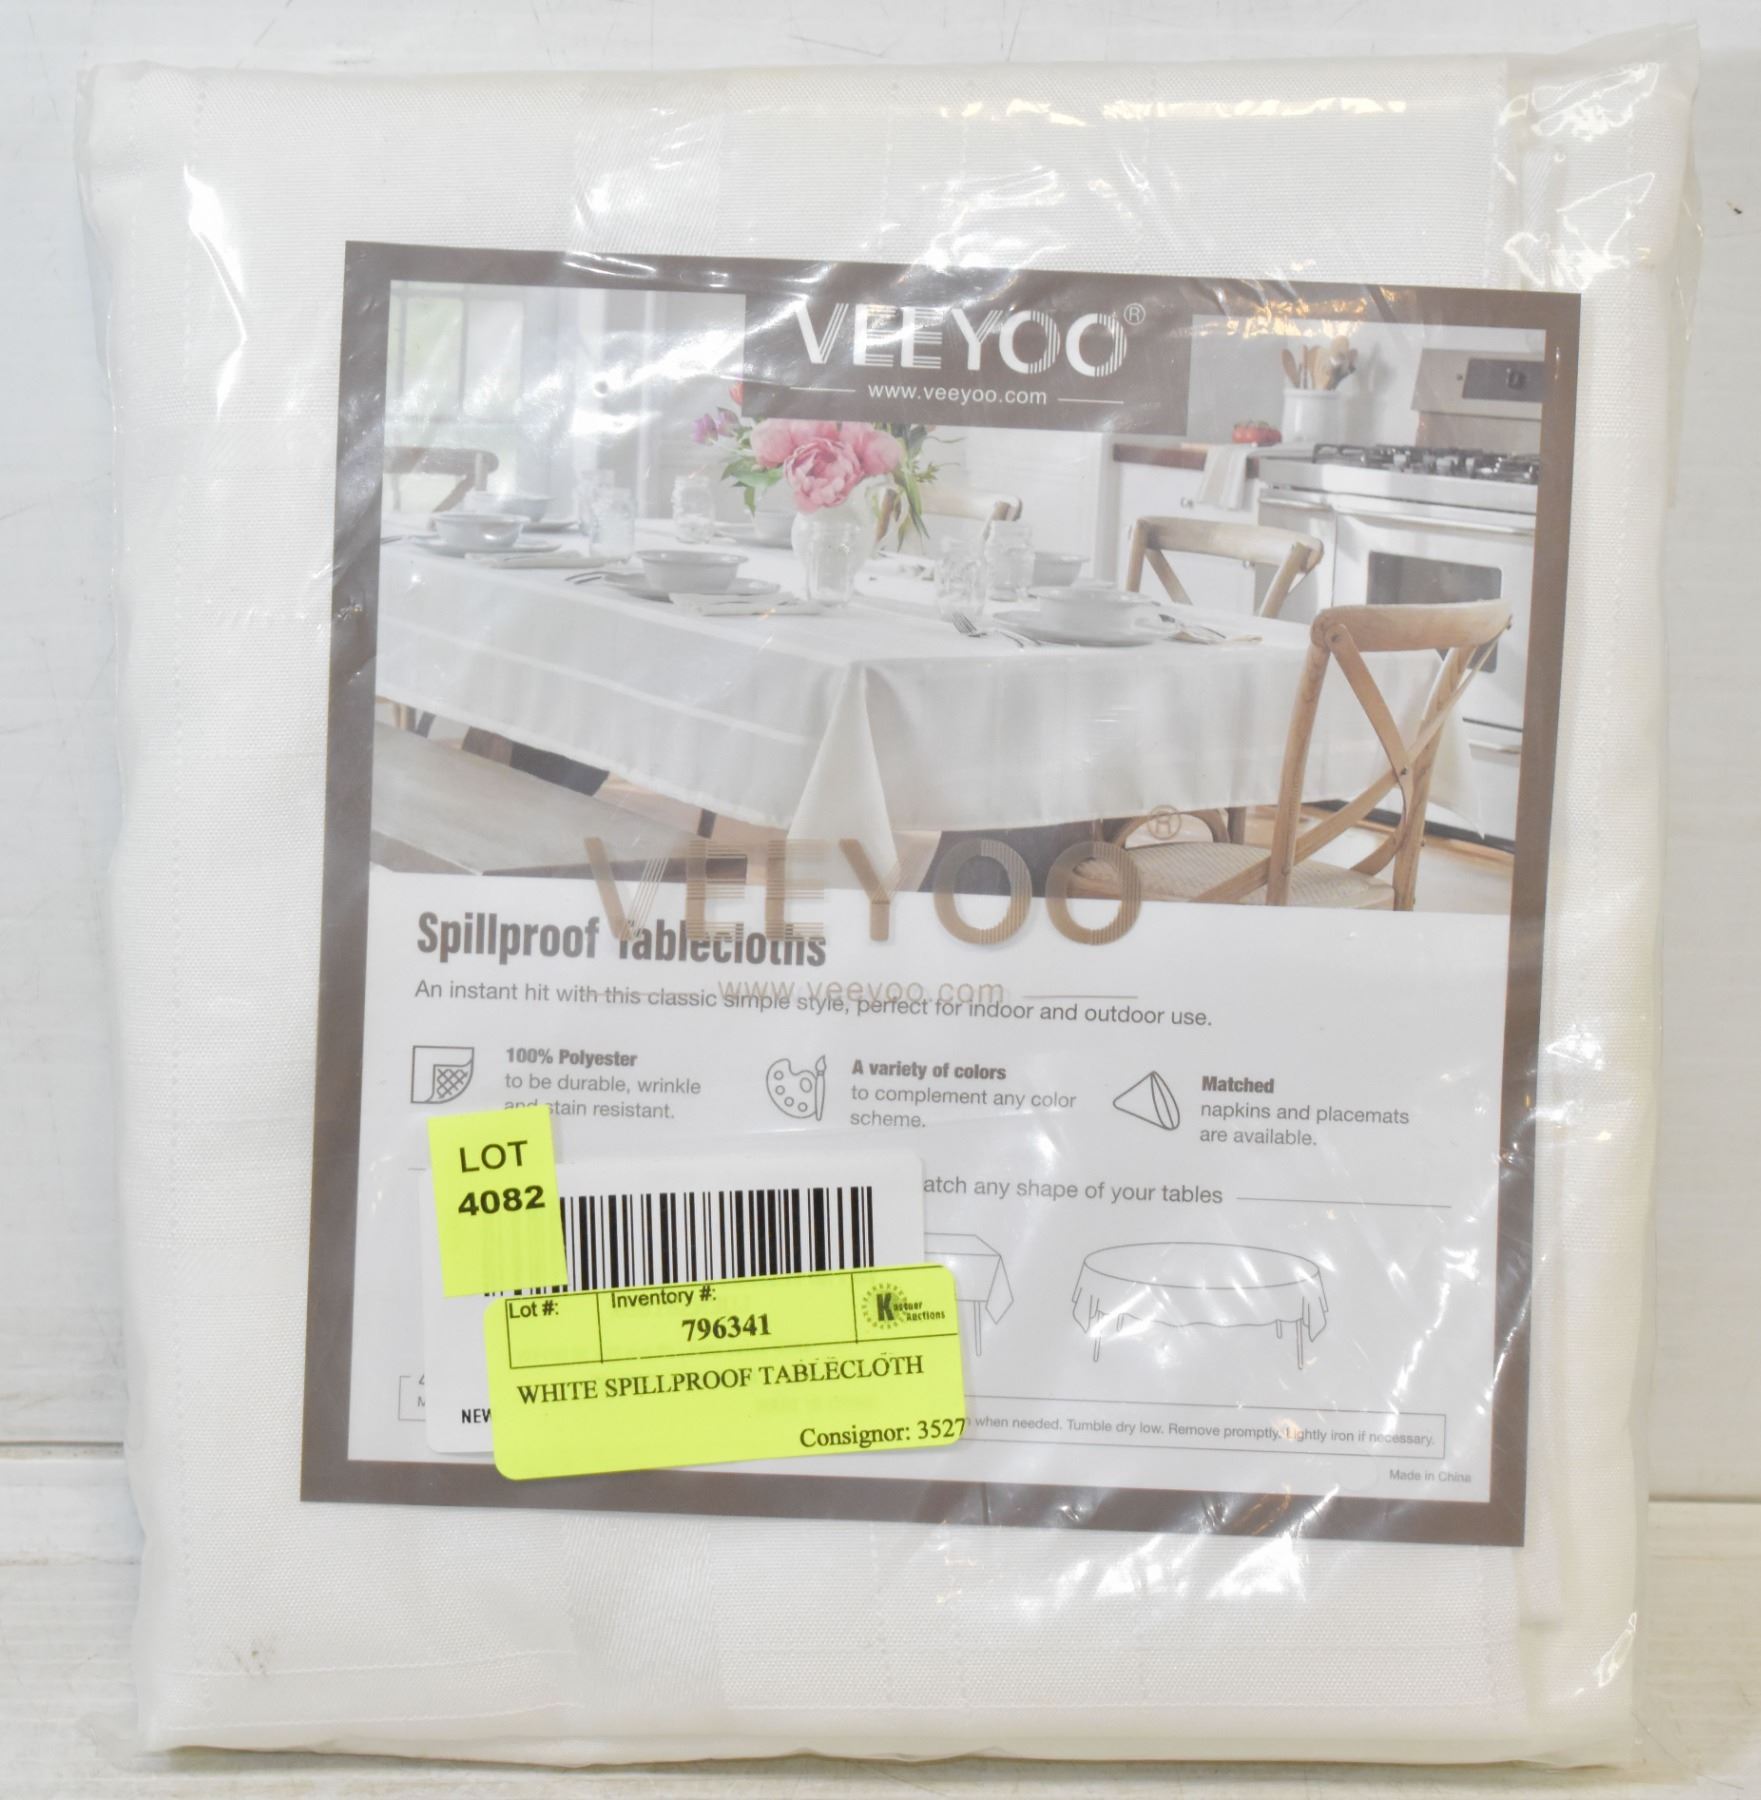 VEEYOO®
www.veeyoo.com
VEEYOO®
Spillproof Tablecloths
www.veeyoo.com
An instant hit with this classic simple style, perfect for indoor and outdoor use.
100% Polyester
to be durable, wrinkle
and stain resistant.
A variety of colors
to complement any color
scheme.
Matched
napkins and placemats
are available.
LOT
4082
atch any shape of your tables
Lot #:
Inventory #:
796341
Kastner
Auctions
WHITE SPILLPROOF TABLECLOTH
Consignor: 3527
NEW
when needed. Tumble dry low. Remove promptly. Lightly iron if necessary.
Made in China